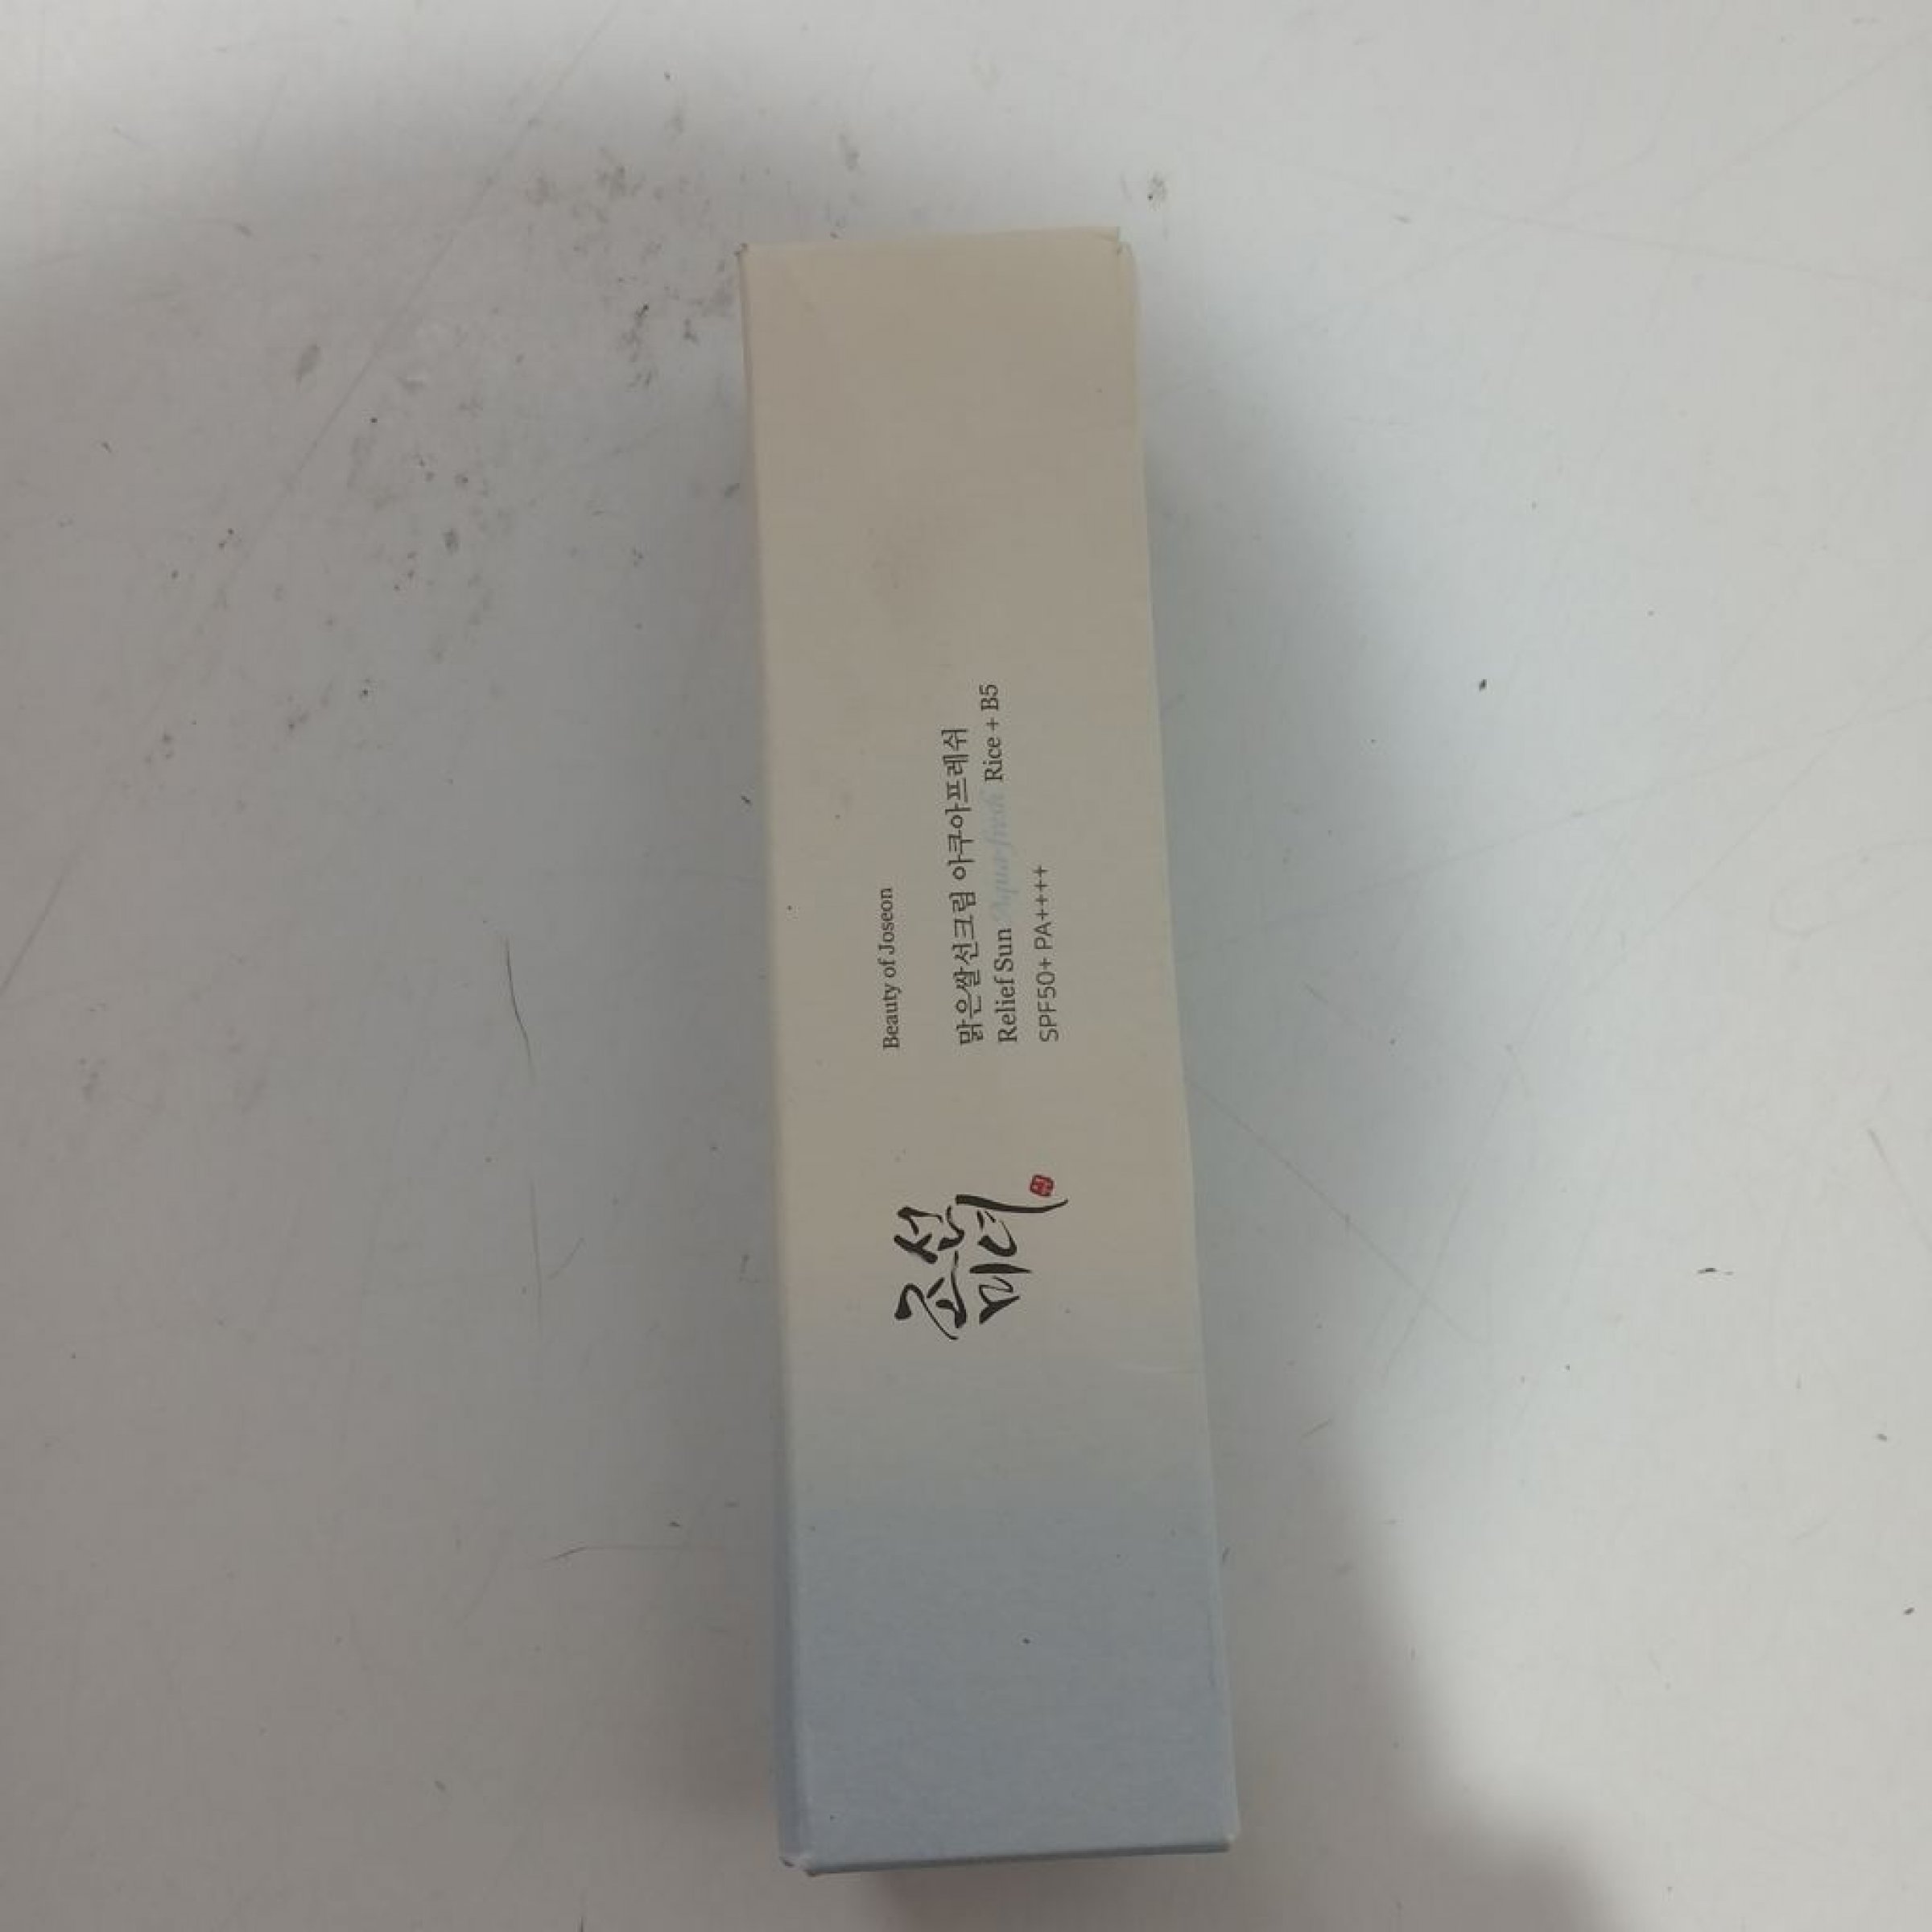 조선
미녀
Beauty of Joseon
맑은쌀선크림 아쿠아프레쉬
Relief Sun Aqua-fresh Rice + B5
SPF50+ PA++++